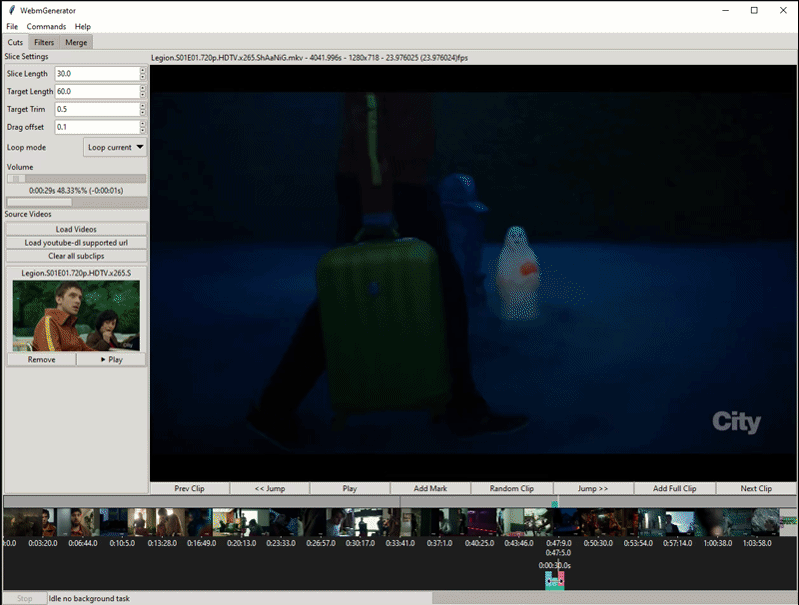 WebmGenerator
File Commands Help
Cuts Filters Merge
Slice Settings
Legion.S01E01.720p.HDTV.x265.ShAaNiG.mkv - 4041.996s - 1280x718 - 23.976025 (23.976024)fps
Slice Length 30.0
Target Length 60.0
Target Trim 0.5
Drag offset 0.1
Loop mode Loop current
Volume
0:00:29s 48.33%% (-0:00:01s)
Source Videos
Load Videos
Load youtube-dl supported url
Clear all subclips
Legion.S01E01.720p.HDTV.x265.S
Remove Play
City
Prev Clip << Jump Play Add Mark Random Clip Jump >> Add Full Clip Next Clip
:0.0 0:03:20.0 0:06:44.0 0:10:5.0 0:13:28.0 0:16:49.0 0:20:13.0 0:23:33.0 0:26:57.0 0:30:17.0 0:33:41.0 0:37:1.0 0:40:25.0 0:43:46.0 0:47:9.0 0:50:30.0 0:53:54.0 0:57:14.0 1:00:38.0 1:03:58.0
0:47:5.0
0:00:30.0s
Stop Idle no background task